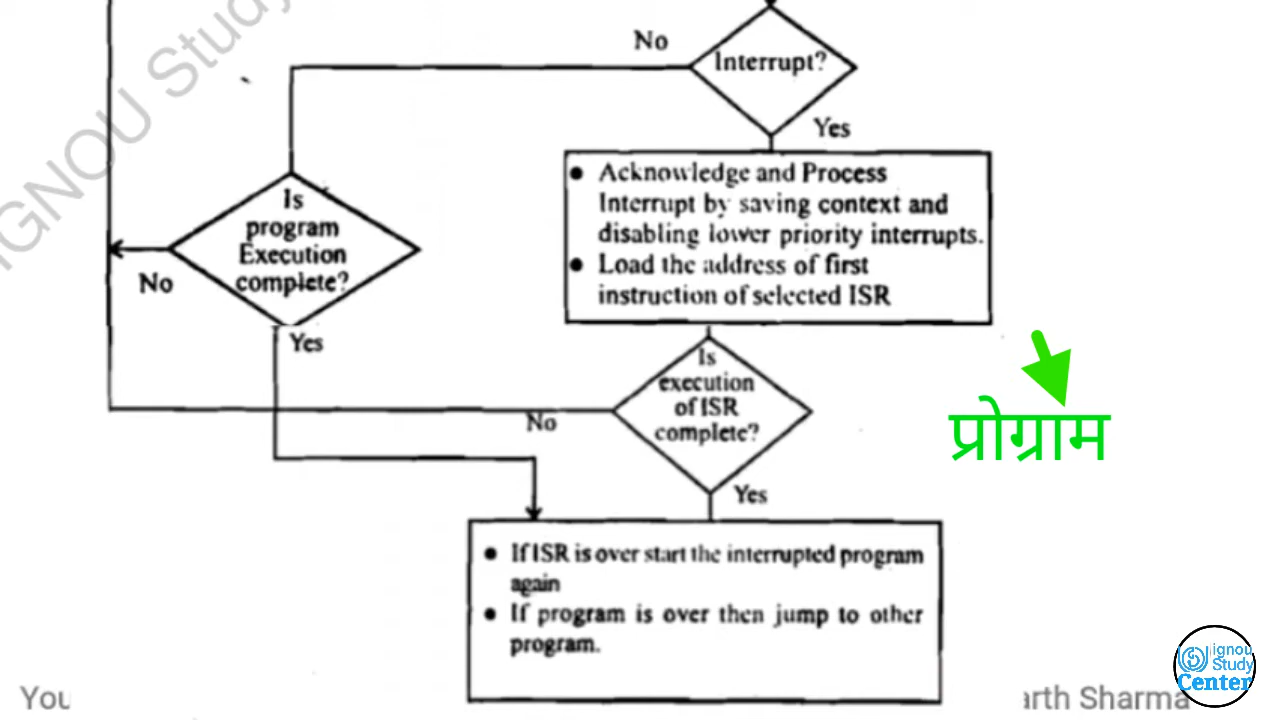 IGNOU Study
No
Interrupt?
Yes
Acknowledge and Process
Interrupt by saving context and
disabling lower priority interrupts.
Load the address of first
instruction of selected ISR
Is
program
Execution
complete?
No
Yes
Is
execution
of ISR
complete?
No
Yes
प्रोग्राम
If ISR is over start the interrupted program
again
If program is over then jump to other
program.
ignou
Study
Center
You
arth Sharma